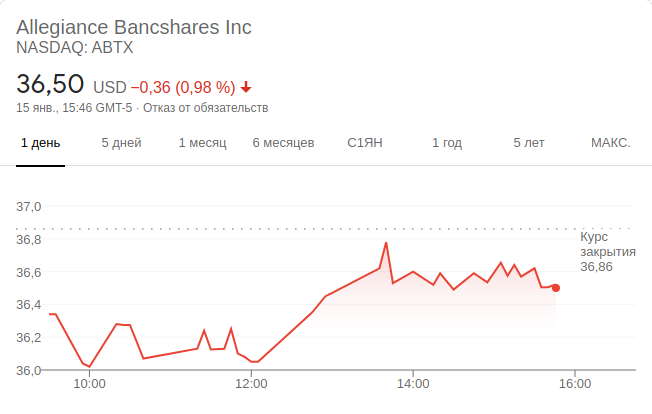 Allegiance Bancshares Inc
NASDAQ: ABTX
36,50 USD −0,36 (0,98 %)
15 янв., 15:46 GMT-5 · Отказ от обязательств
1 день 5 дней 1 месяц 6 месяцев С1ЯН 1 год 5 лет МАКС.
37,0
36,8
36,6
36,4
36,2
36,0
Курс
закрытия
36,86
10:00 12:00 14:00 16:00